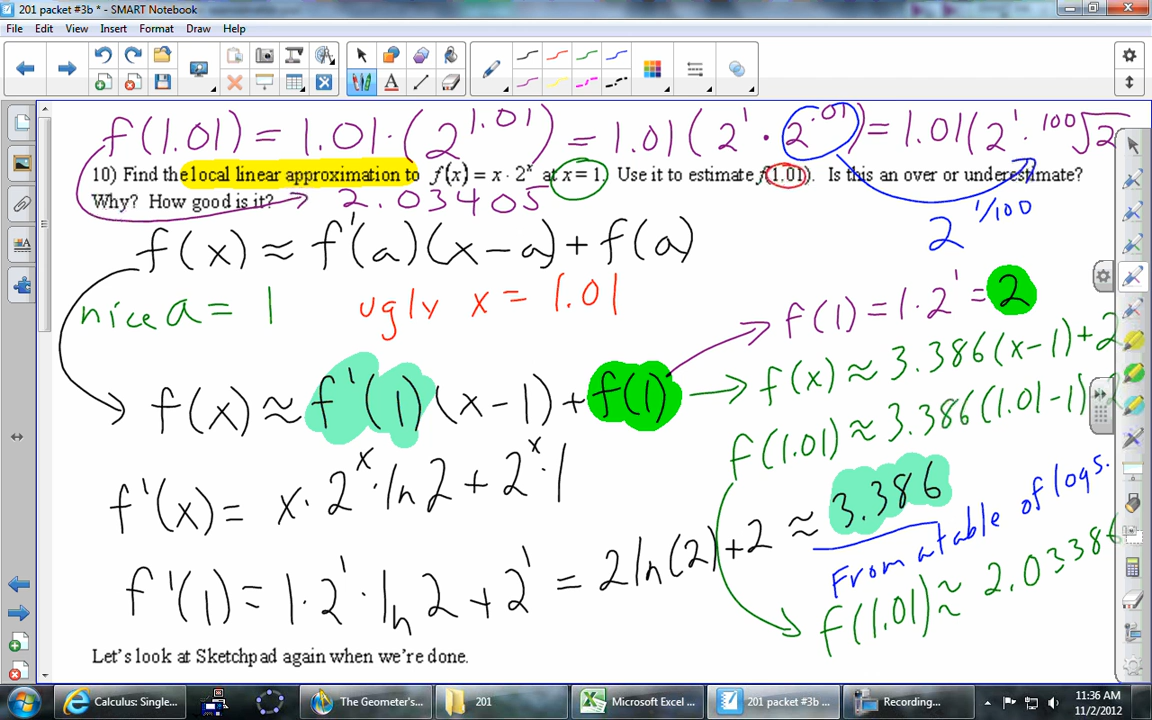 201 packet #3b * - SMART Notebook
File Edit View Insert Format Draw Help
f(1.01) = 1.01·(2^1.01) = 1.01(2^1 · 2^.01) = 1.01(2^1 · ¹⁰⁰√2
10) Find the local linear approximation to f(x) = x · 2^x at x = 1. Use it to estimate f(1.01). Is this an over or underestimate?
Why? How good is it? 2.03405
2^1/100
f(x) ≈ f'(a)(x-a) + f(a)
nice a = 1 ugly x = 1.01
f(1) = 1·2^1 = 2
f(x) ≈ f'(1)(x-1) + f(1)
f(x) ≈ 3.386(x-1)+2
f(1.01) ≈ 3.386(1.01-1)+2
f'(x) = x·2^x·ln2 + 2^x·1
f'(1) = 1·2^1·ln2 + 2^1 = 2ln(2)+2 ≈ 3.386
From a table of logs.
f(1.01) ≈ 2.03386
Let's look at Sketchpad again when we're done.
Calculus: Single... The Geometer's... 201 Microsoft Excel ... 201 packet #3b ... Recording...
11:36 AM
11/2/2012